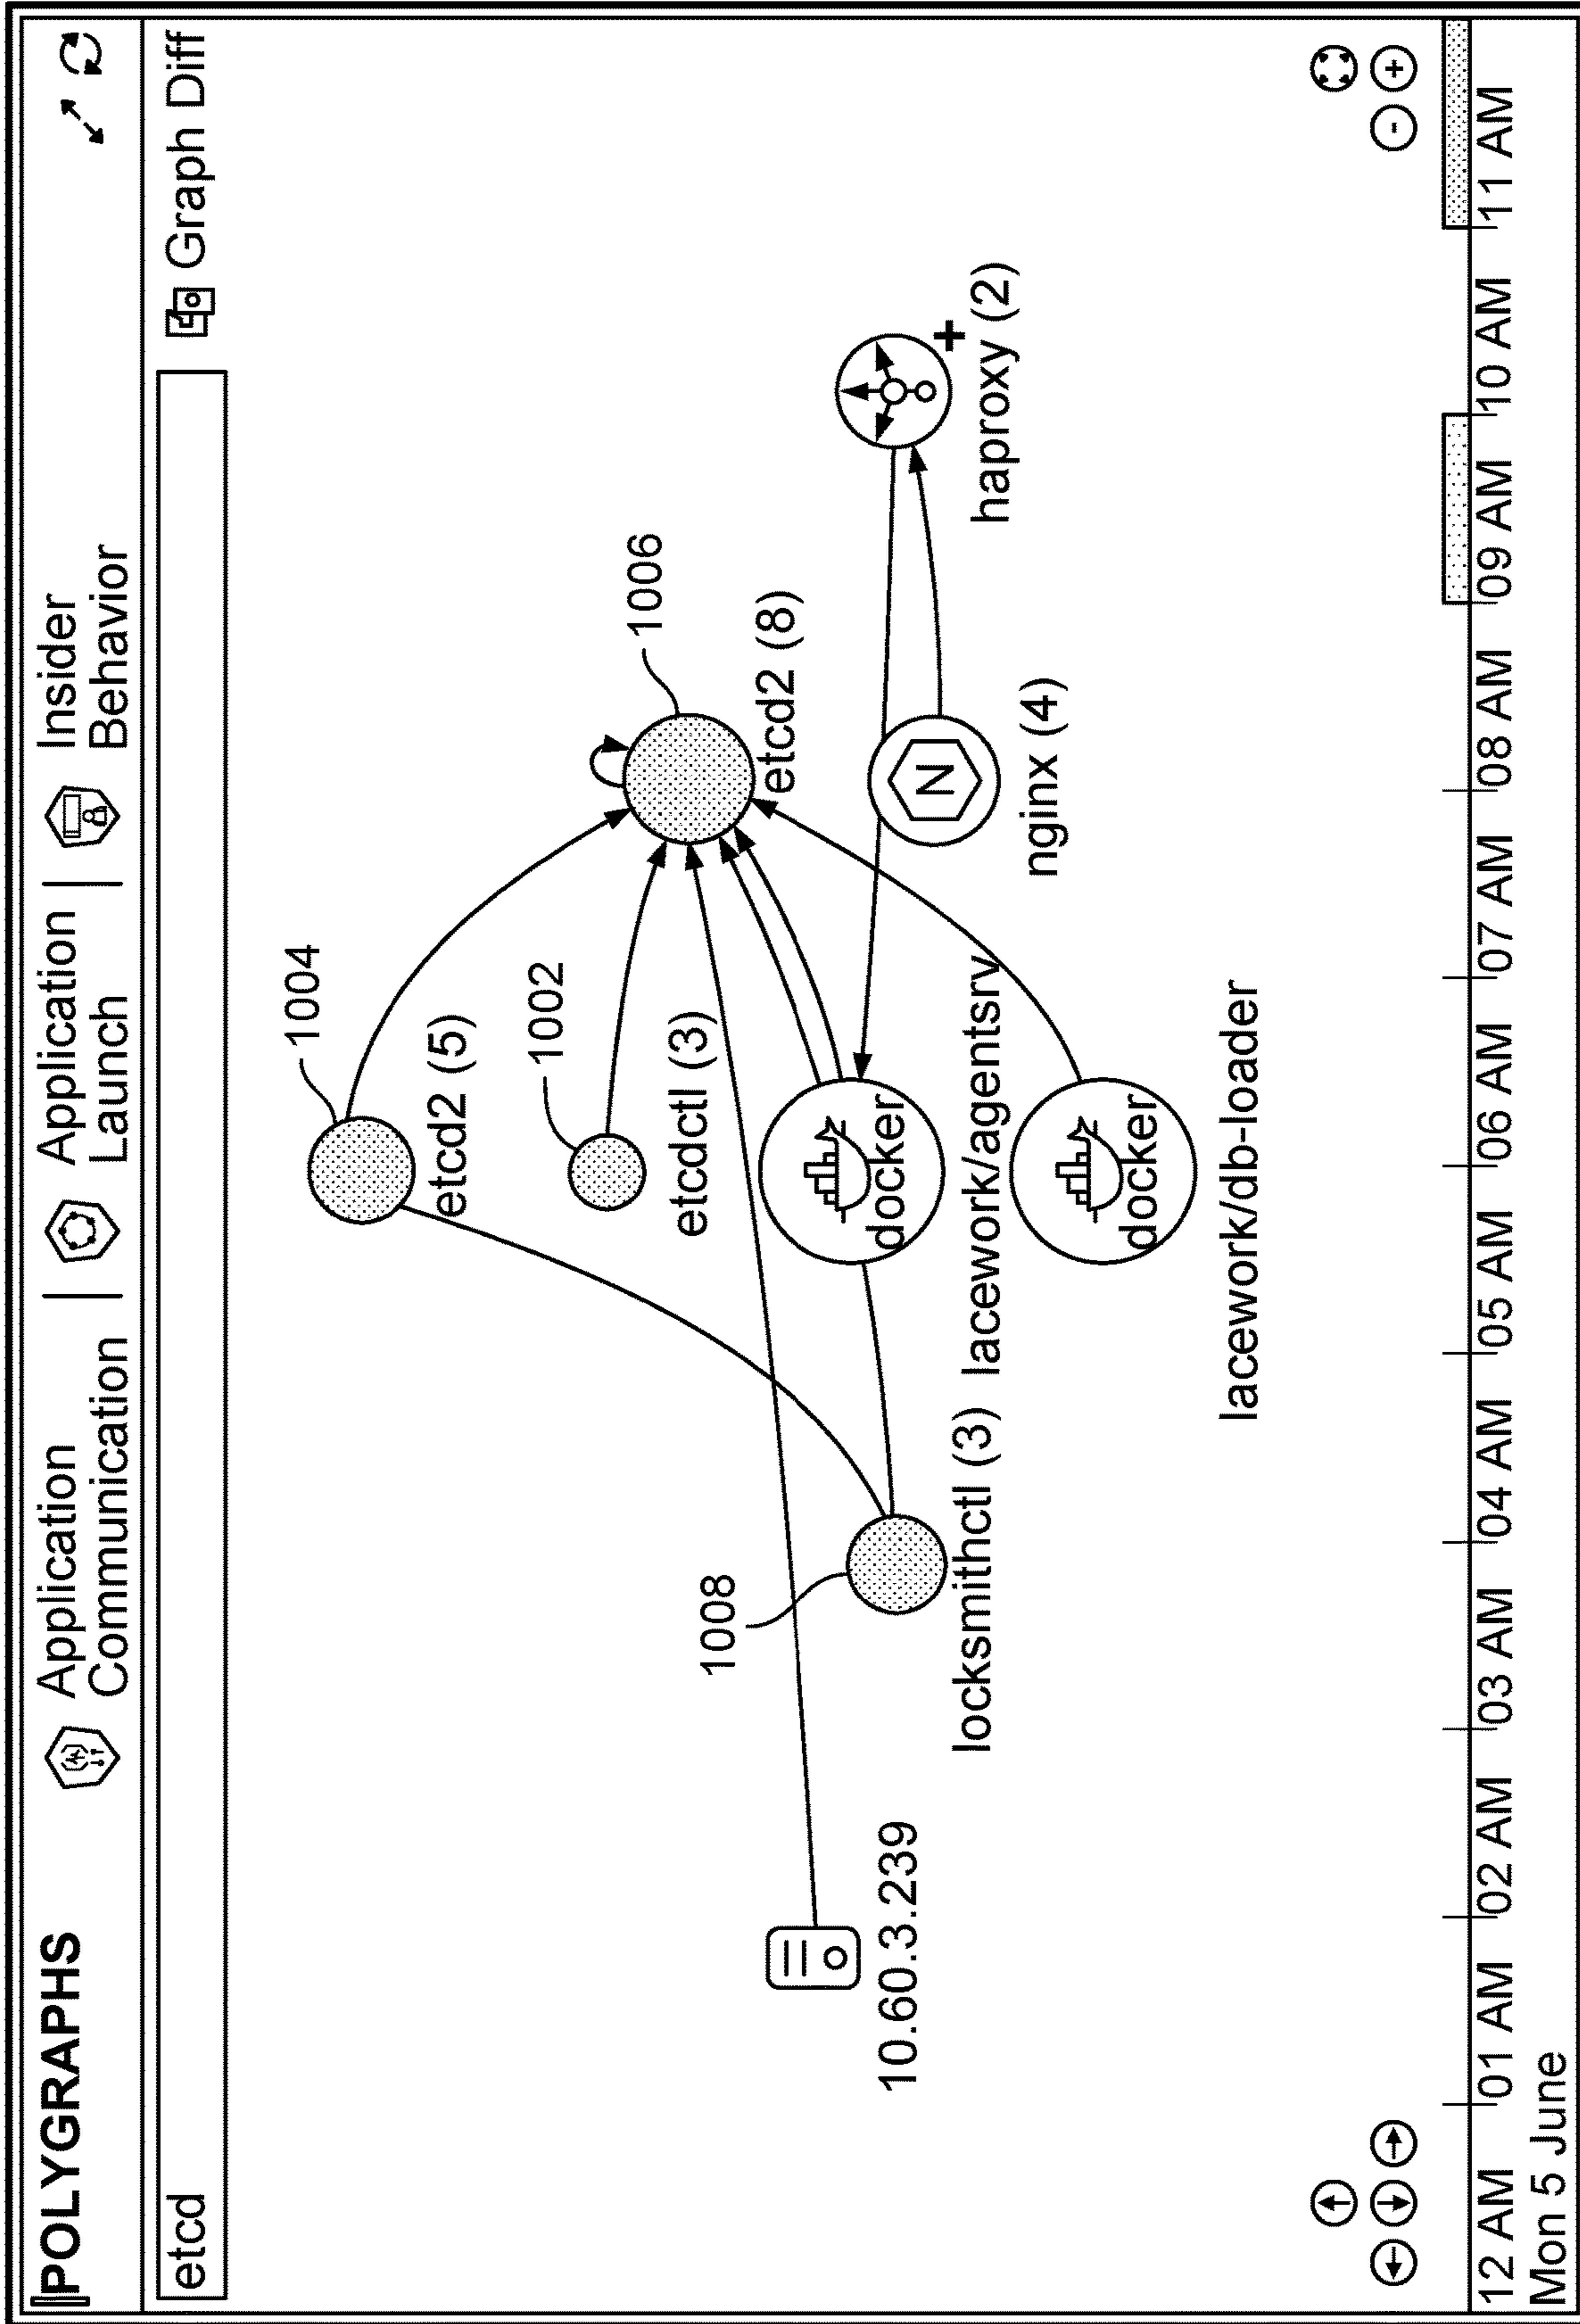 POLYGRAPHS
Application
Communication
Application
Launch
Insider
Behavior
etcd
Graph Diff
1004
etcd2 (5)
1002
etcdctl (3)
1006
etcd2 (8)
1008
locksmithctl (3)
docker
lacework/agentsrv
docker
lacework/db-loader
N
nginx (4)
+
haproxy (2)
10.60.3.239
- +
12 AM 01 AM 02 AM 03 AM 04 AM 05 AM 06 AM 07 AM 08 AM 09 AM 10 AM 11 AM
Mon 5 June